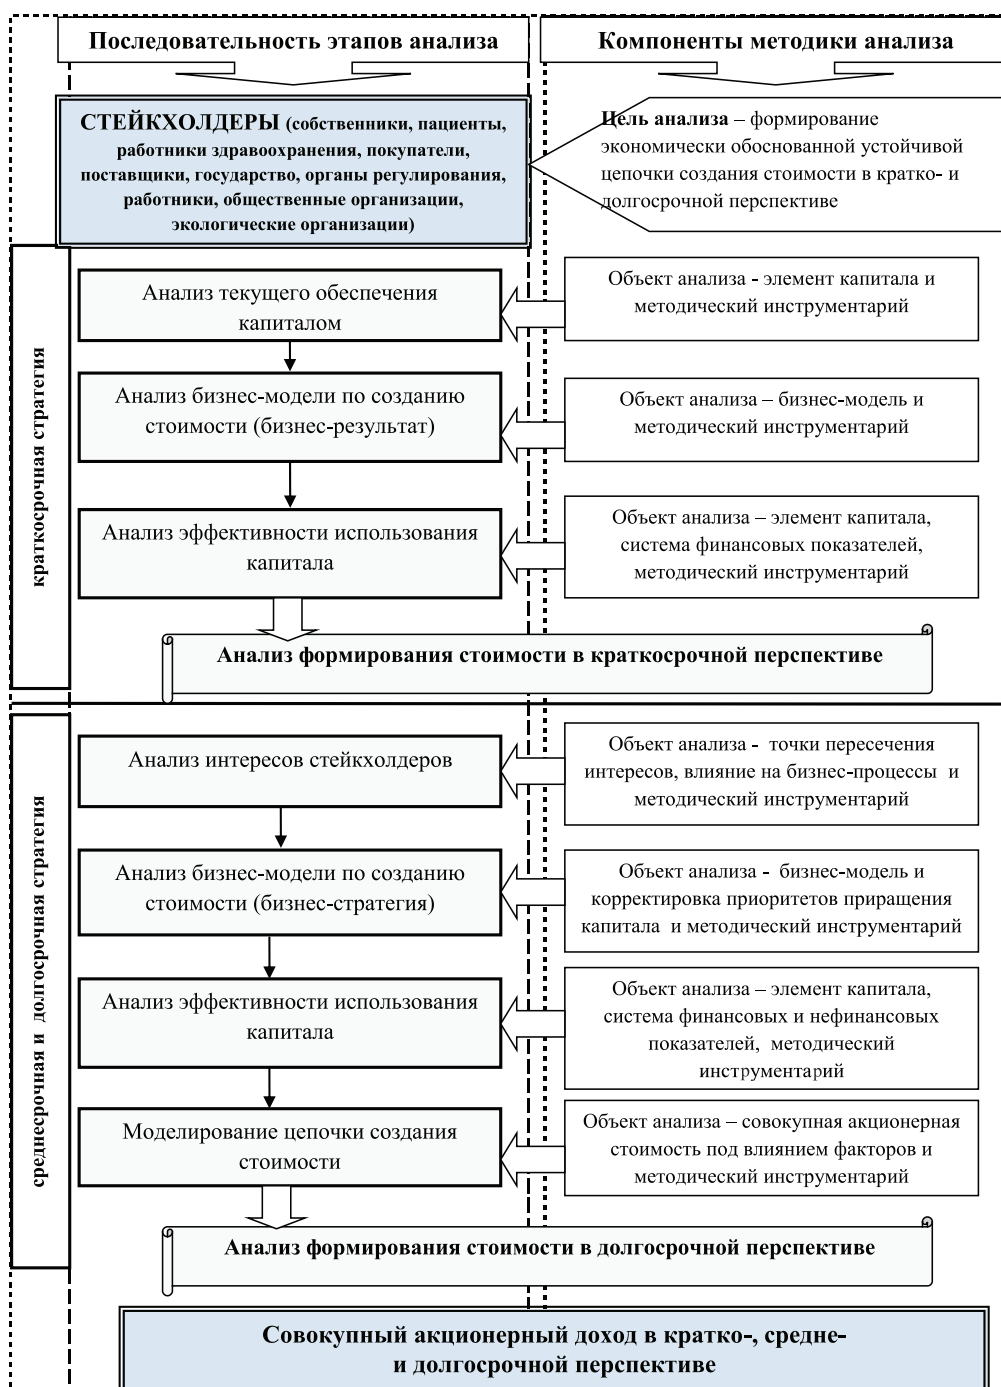 Последовательность этапов анализа
Компоненты методики анализа
СТЕЙКХОЛДЕРЫ (собственники, пациенты,
работники здравоохранения, покупатели,
поставщики, государство, органы регулирования,
работники, общественные организации,
экологические организации)
Цель анализа – формирование
экономически обоснованной устойчивой
цепочки создания стоимости в кратко- и
долгосрочной перспективе
краткосрочная стратегия
Анализ текущего обеспечения
капиталом
Объект анализа - элемент капитала и
методический инструментарий
Анализ бизнес-модели по созданию
стоимости (бизнес-результат)
Объект анализа – бизнес-модель и
методический инструментарий
Анализ эффективности использования
капитала
Объект анализа – элемент капитала,
система финансовых показателей,
методический инструментарий
Анализ формирования стоимости в краткосрочной перспективе
среднесрочная и долгосрочная стратегия
Анализ интересов стейкхолдеров
Объект анализа - точки пересечения
интересов, влияние на бизнес-процессы и
методический инструментарий
Анализ бизнес-модели по созданию
стоимости (бизнес-стратегия)
Объект анализа - бизнес-модель и
корректировка приоритетов приращения
капитала и методический инструментарий
Анализ эффективности использования
капитала
Объект анализа – элемент капитала,
система финансовых и нефинансовых
показателей, методический
инструментарий
Моделирование цепочки создания
стоимости
Объект анализа – совокупная акционерная
стоимость под влиянием факторов и
методический инструментарий
Анализ формирования стоимости в долгосрочной перспективе
Совокупный акционерный доход в кратко-, средне-
и долгосрочной перспективе